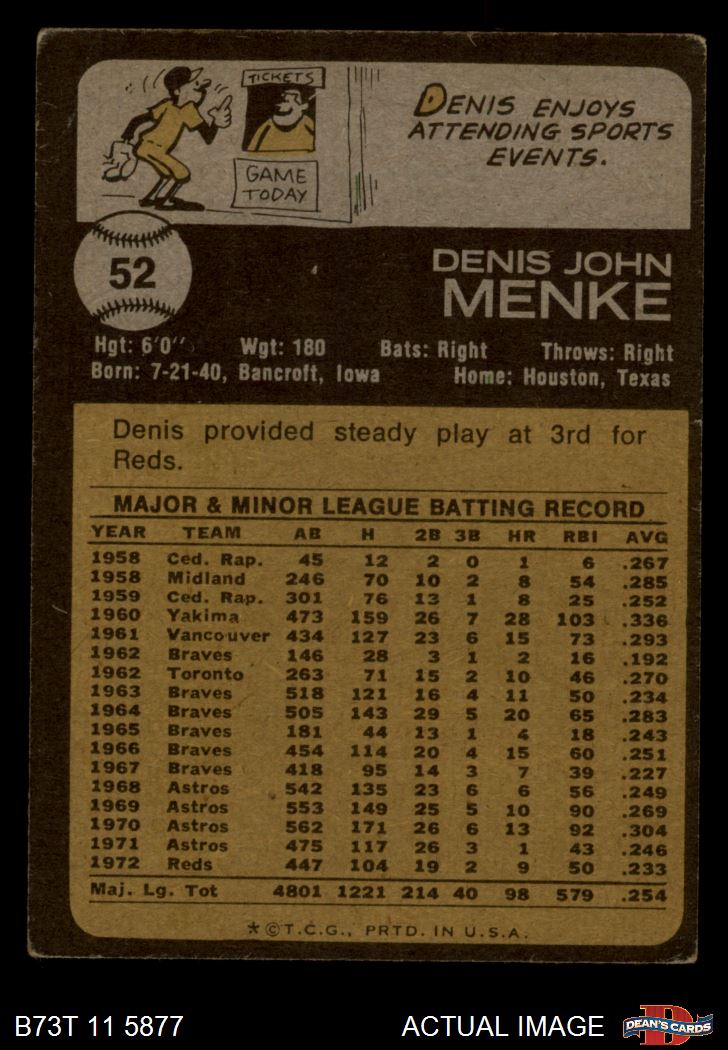 TICKETS
GAME
TODAY
DENIS ENJOYS
ATTENDING SPORTS
EVENTS.
52
DENIS JOHN
MENKE
Hgt: 6'0" Wgt: 180 Bats: Right Throws: Right
Born: 7-21-40, Bancroft, Iowa Home: Houston, Texas
Denis provided steady play at 3rd for
Reds.
MAJOR & MINOR LEAGUE BATTING RECORD
YEAR TEAM AB H 2B 3B HR RBI AVG
1958 Ced. Rap. 45 12 2 0 1 6 .267
1958 Midland 246 70 10 2 8 54 .285
1959 Ced. Rap. 301 76 13 1 8 25 .252
1960 Yakima 473 159 26 7 28 103 .336
1961 Vancouver 434 127 23 6 15 73 .293
1962 Braves 146 28 3 1 2 16 .192
1962 Toronto 263 71 15 2 10 46 .270
1963 Braves 518 121 16 4 11 50 .234
1964 Braves 505 143 29 5 20 65 .283
1965 Braves 181 44 13 1 4 18 .243
1966 Braves 454 114 20 4 15 60 .251
1967 Braves 418 95 14 3 7 39 .227
1968 Astros 542 135 23 6 6 56 .249
1969 Astros 553 149 25 5 10 90 .269
1970 Astros 562 171 26 6 13 92 .304
1971 Astros 475 117 26 3 1 43 .246
1972 Reds 447 104 19 2 9 50 .233
Maj. Lg. Tot 4801 1221 214 40 98 579 .254
*©T.C.G., PRTD. IN U.S.A.
B73T 11 5877 ACTUAL IMAGE DEAN'S CARDS